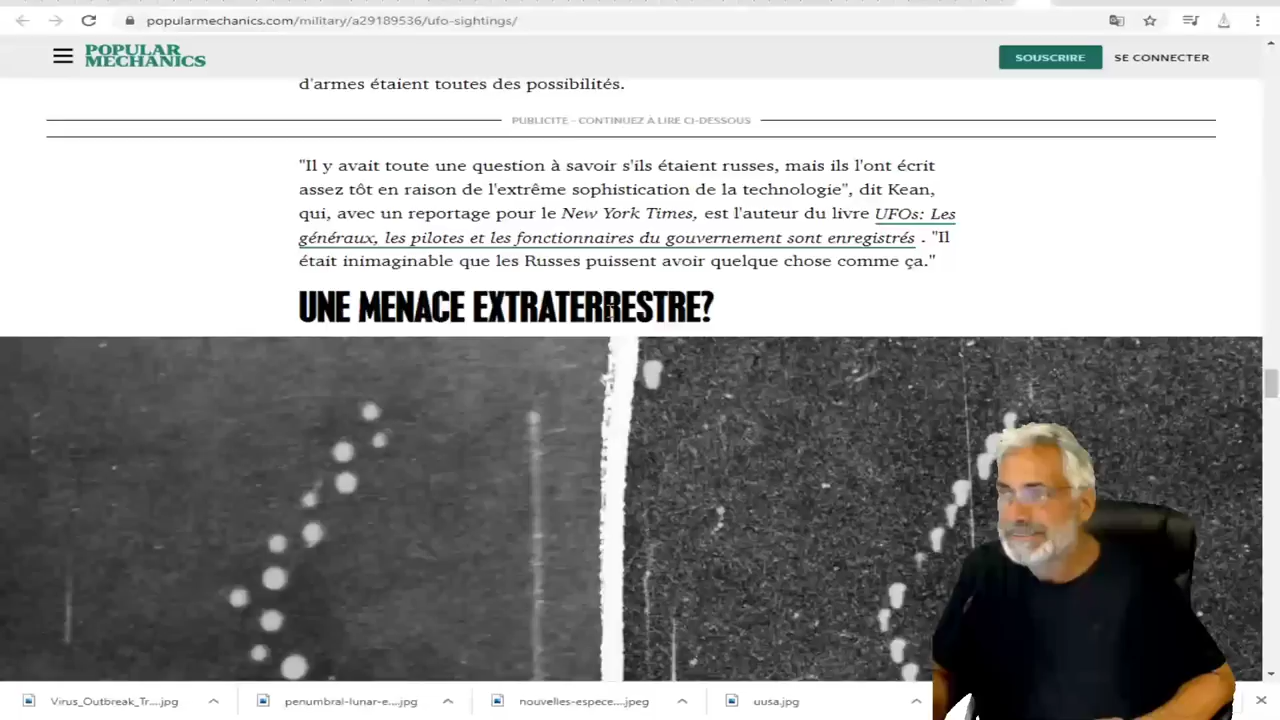 popularmechanics.com/military/a29189536/ufo-sightings/
POPULAR
MECHANICS
SOUSCRIRE
SE CONNECTER
d'armes étaient toutes des possibilités.
PUBLICITE - CONTINUEZ À LIRE CI-DESSOUS
"Il y avait toute une question à savoir s'ils étaient russes, mais ils l'ont écrit
assez tôt en raison de l'extrême sophistication de la technologie", dit Kean,
qui, avec un reportage pour le New York Times, est l'auteur du livre UFOs: Les
généraux, les pilotes et les fonctionnaires du gouvernement sont enregistrés . "Il
était inimaginable que les Russes puissent avoir quelque chose comme ça."
UNE MENACE EXTRATERRESTRE?
Virus_Outbreak_Tr....jpg
penumbral-lunar-e....jpg
nouvelles-espece....jpeg
uusa.jpg